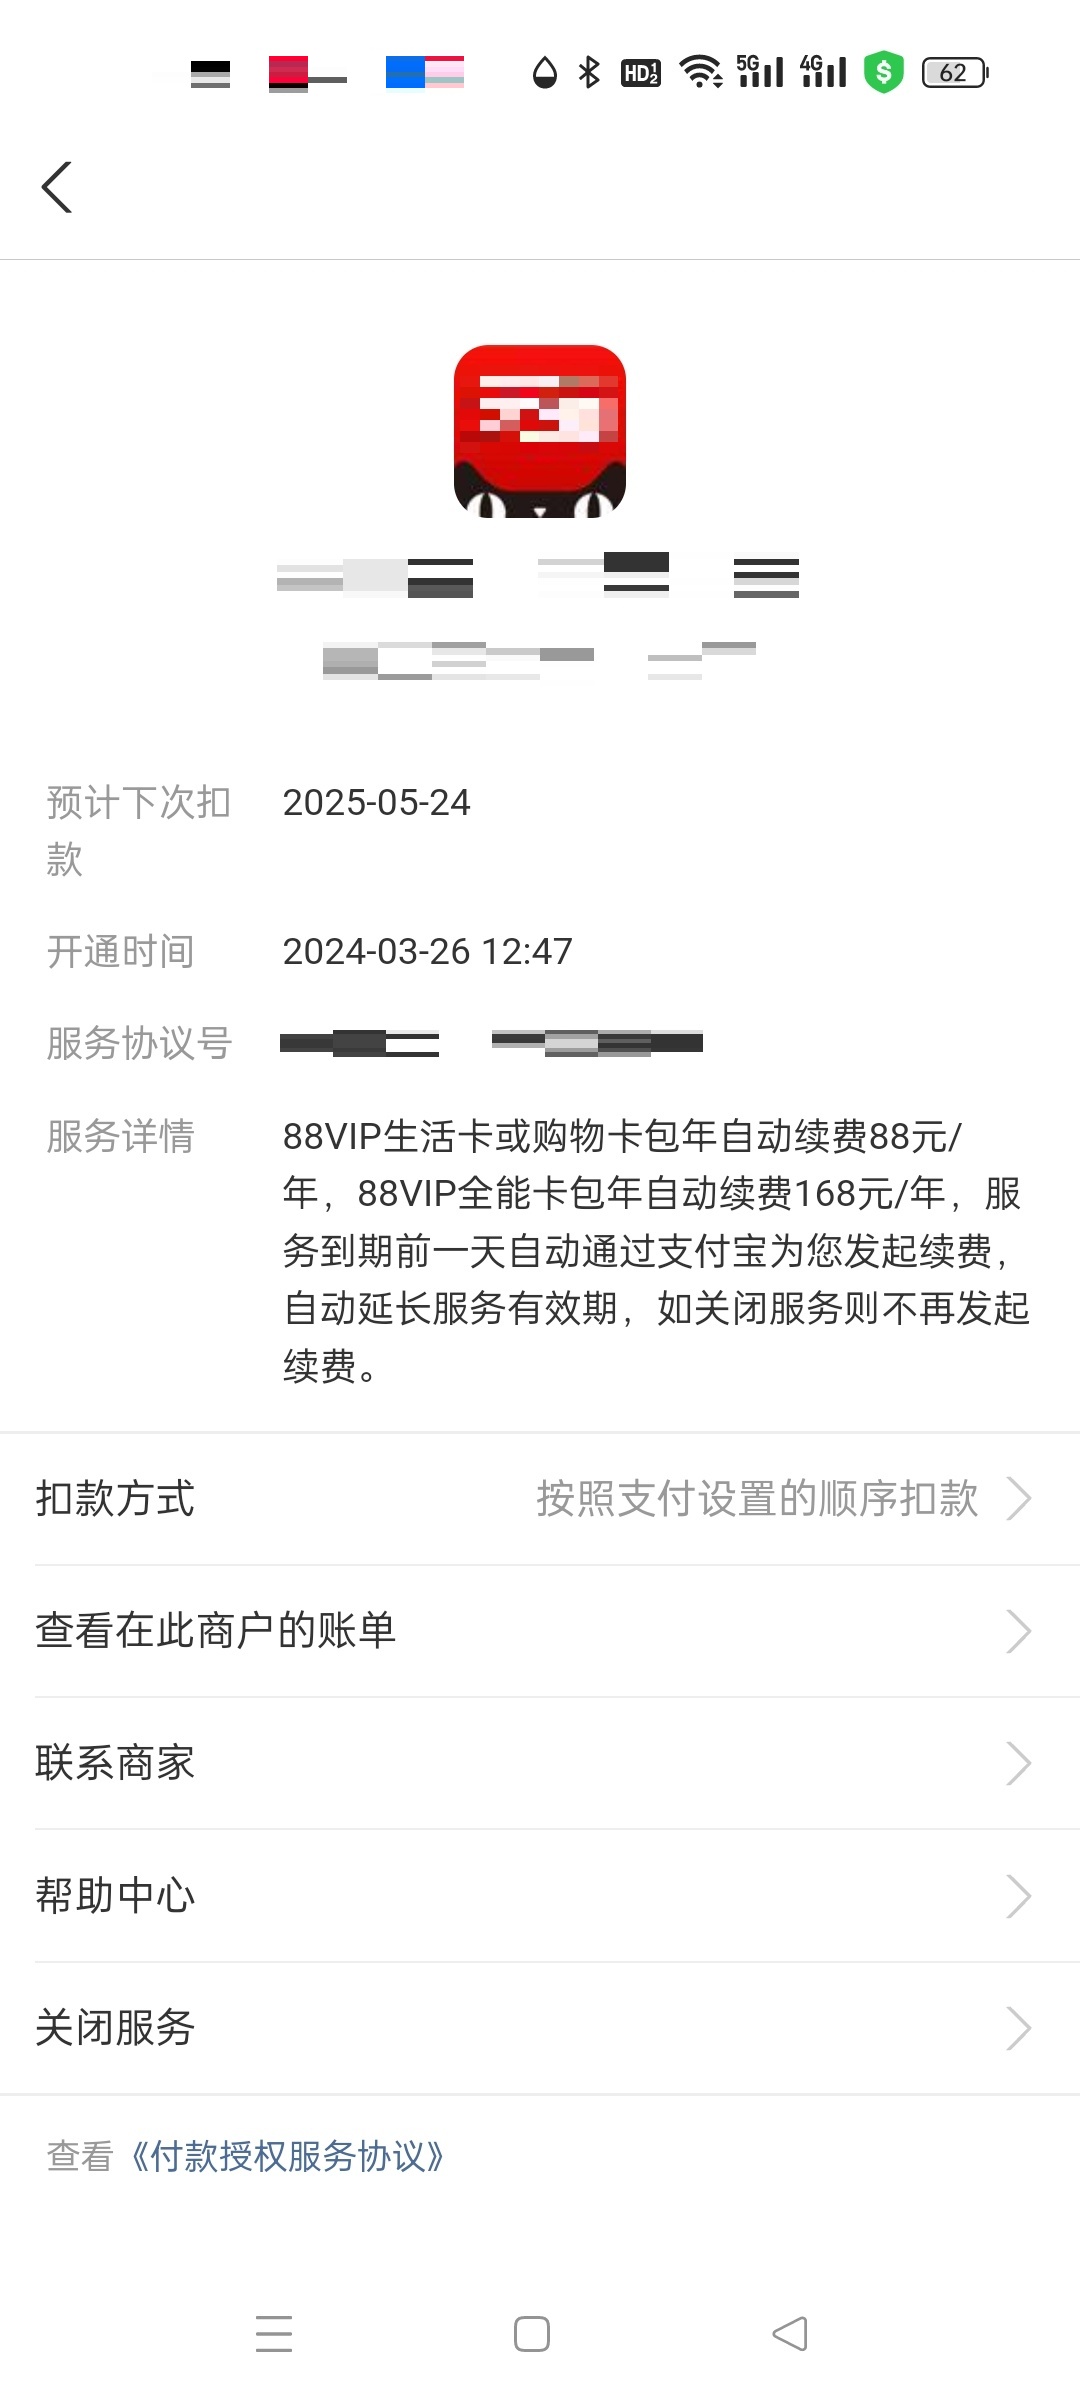 HD 1 2 5G 4G $ 62
预计下次扣款 2025-05-24
开通时间 2024-03-26 12:47
服务协议号
服务详情 88VIP生活卡或购物卡包年自动续费88元/
年，88VIP全能卡包年自动续费168元/年，服
务到期前一天自动通过支付宝为您发起续费，
自动延长服务有效期，如关闭服务则不再发起
续费。
扣款方式 按照支付设置的顺序扣款
查看在此商户的账单
联系商家
帮助中心
关闭服务
查看《付款授权服务协议》